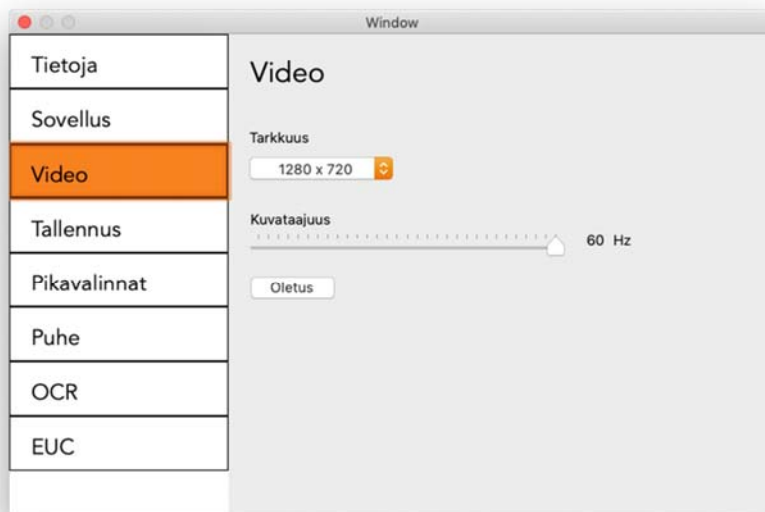 Window
Tietoja
Sovellus
Video
Tallennus
Pikavalinnat
Puhe
OCR
EUC
Video
Tarkkuus
1280 x 720
Kuvataajuus
60 Hz
Oletus